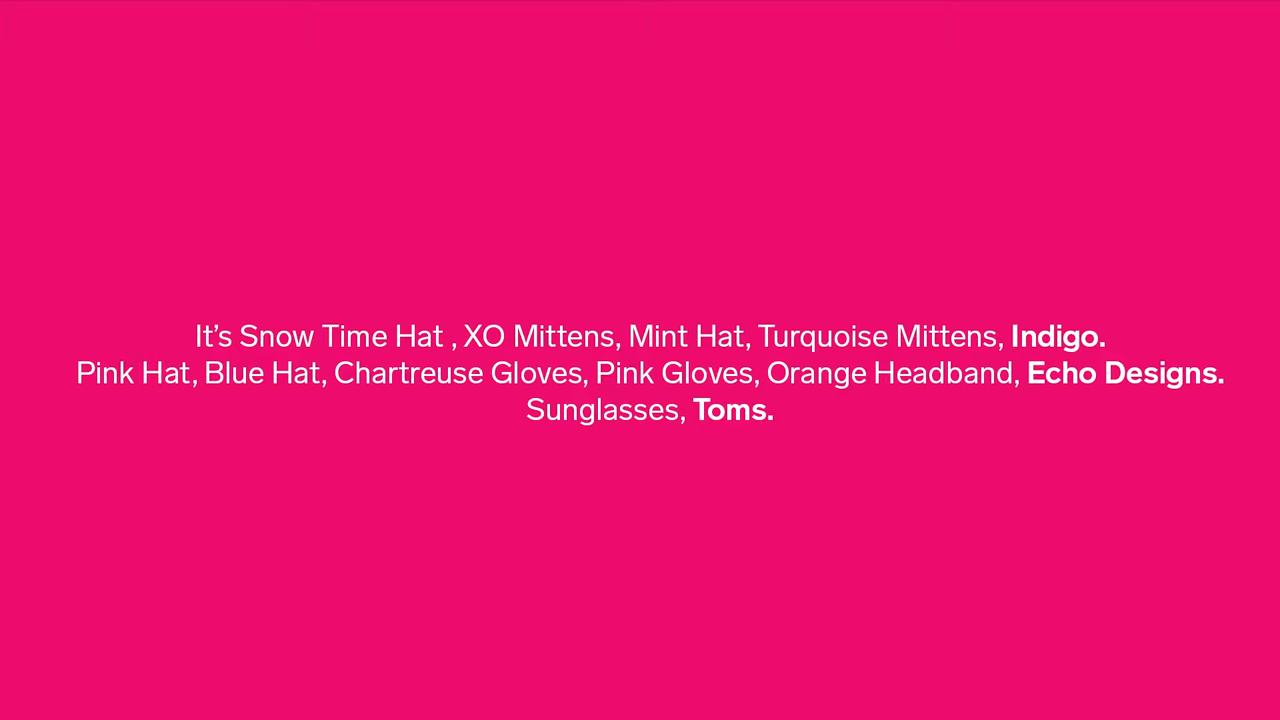 It’s Snow Time Hat , XO Mittens, Mint Hat, Turquoise Mittens, Indigo.
Pink Hat, Blue Hat, Chartreuse Gloves, Pink Gloves, Orange Headband, Echo Designs.
Sunglasses, Toms.